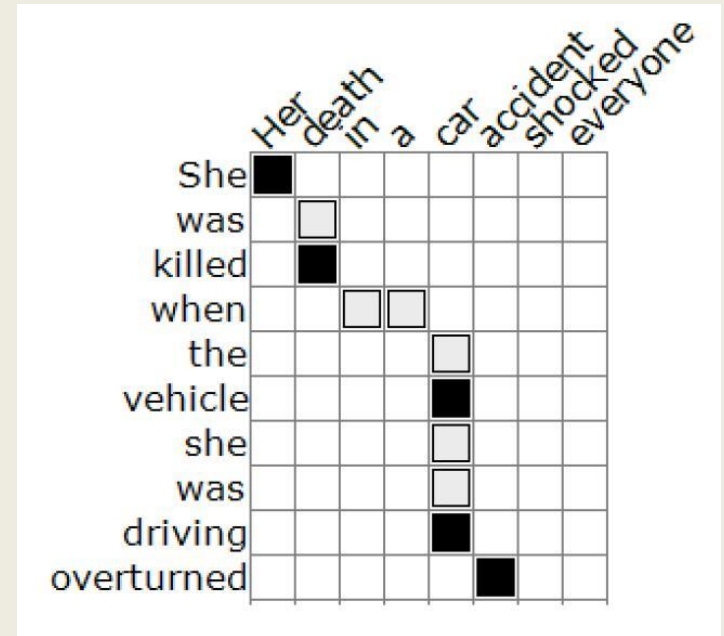 Her death in a car accident shocked everyone
She
was
killed
when
the
vehicle
she
was
driving
overturned